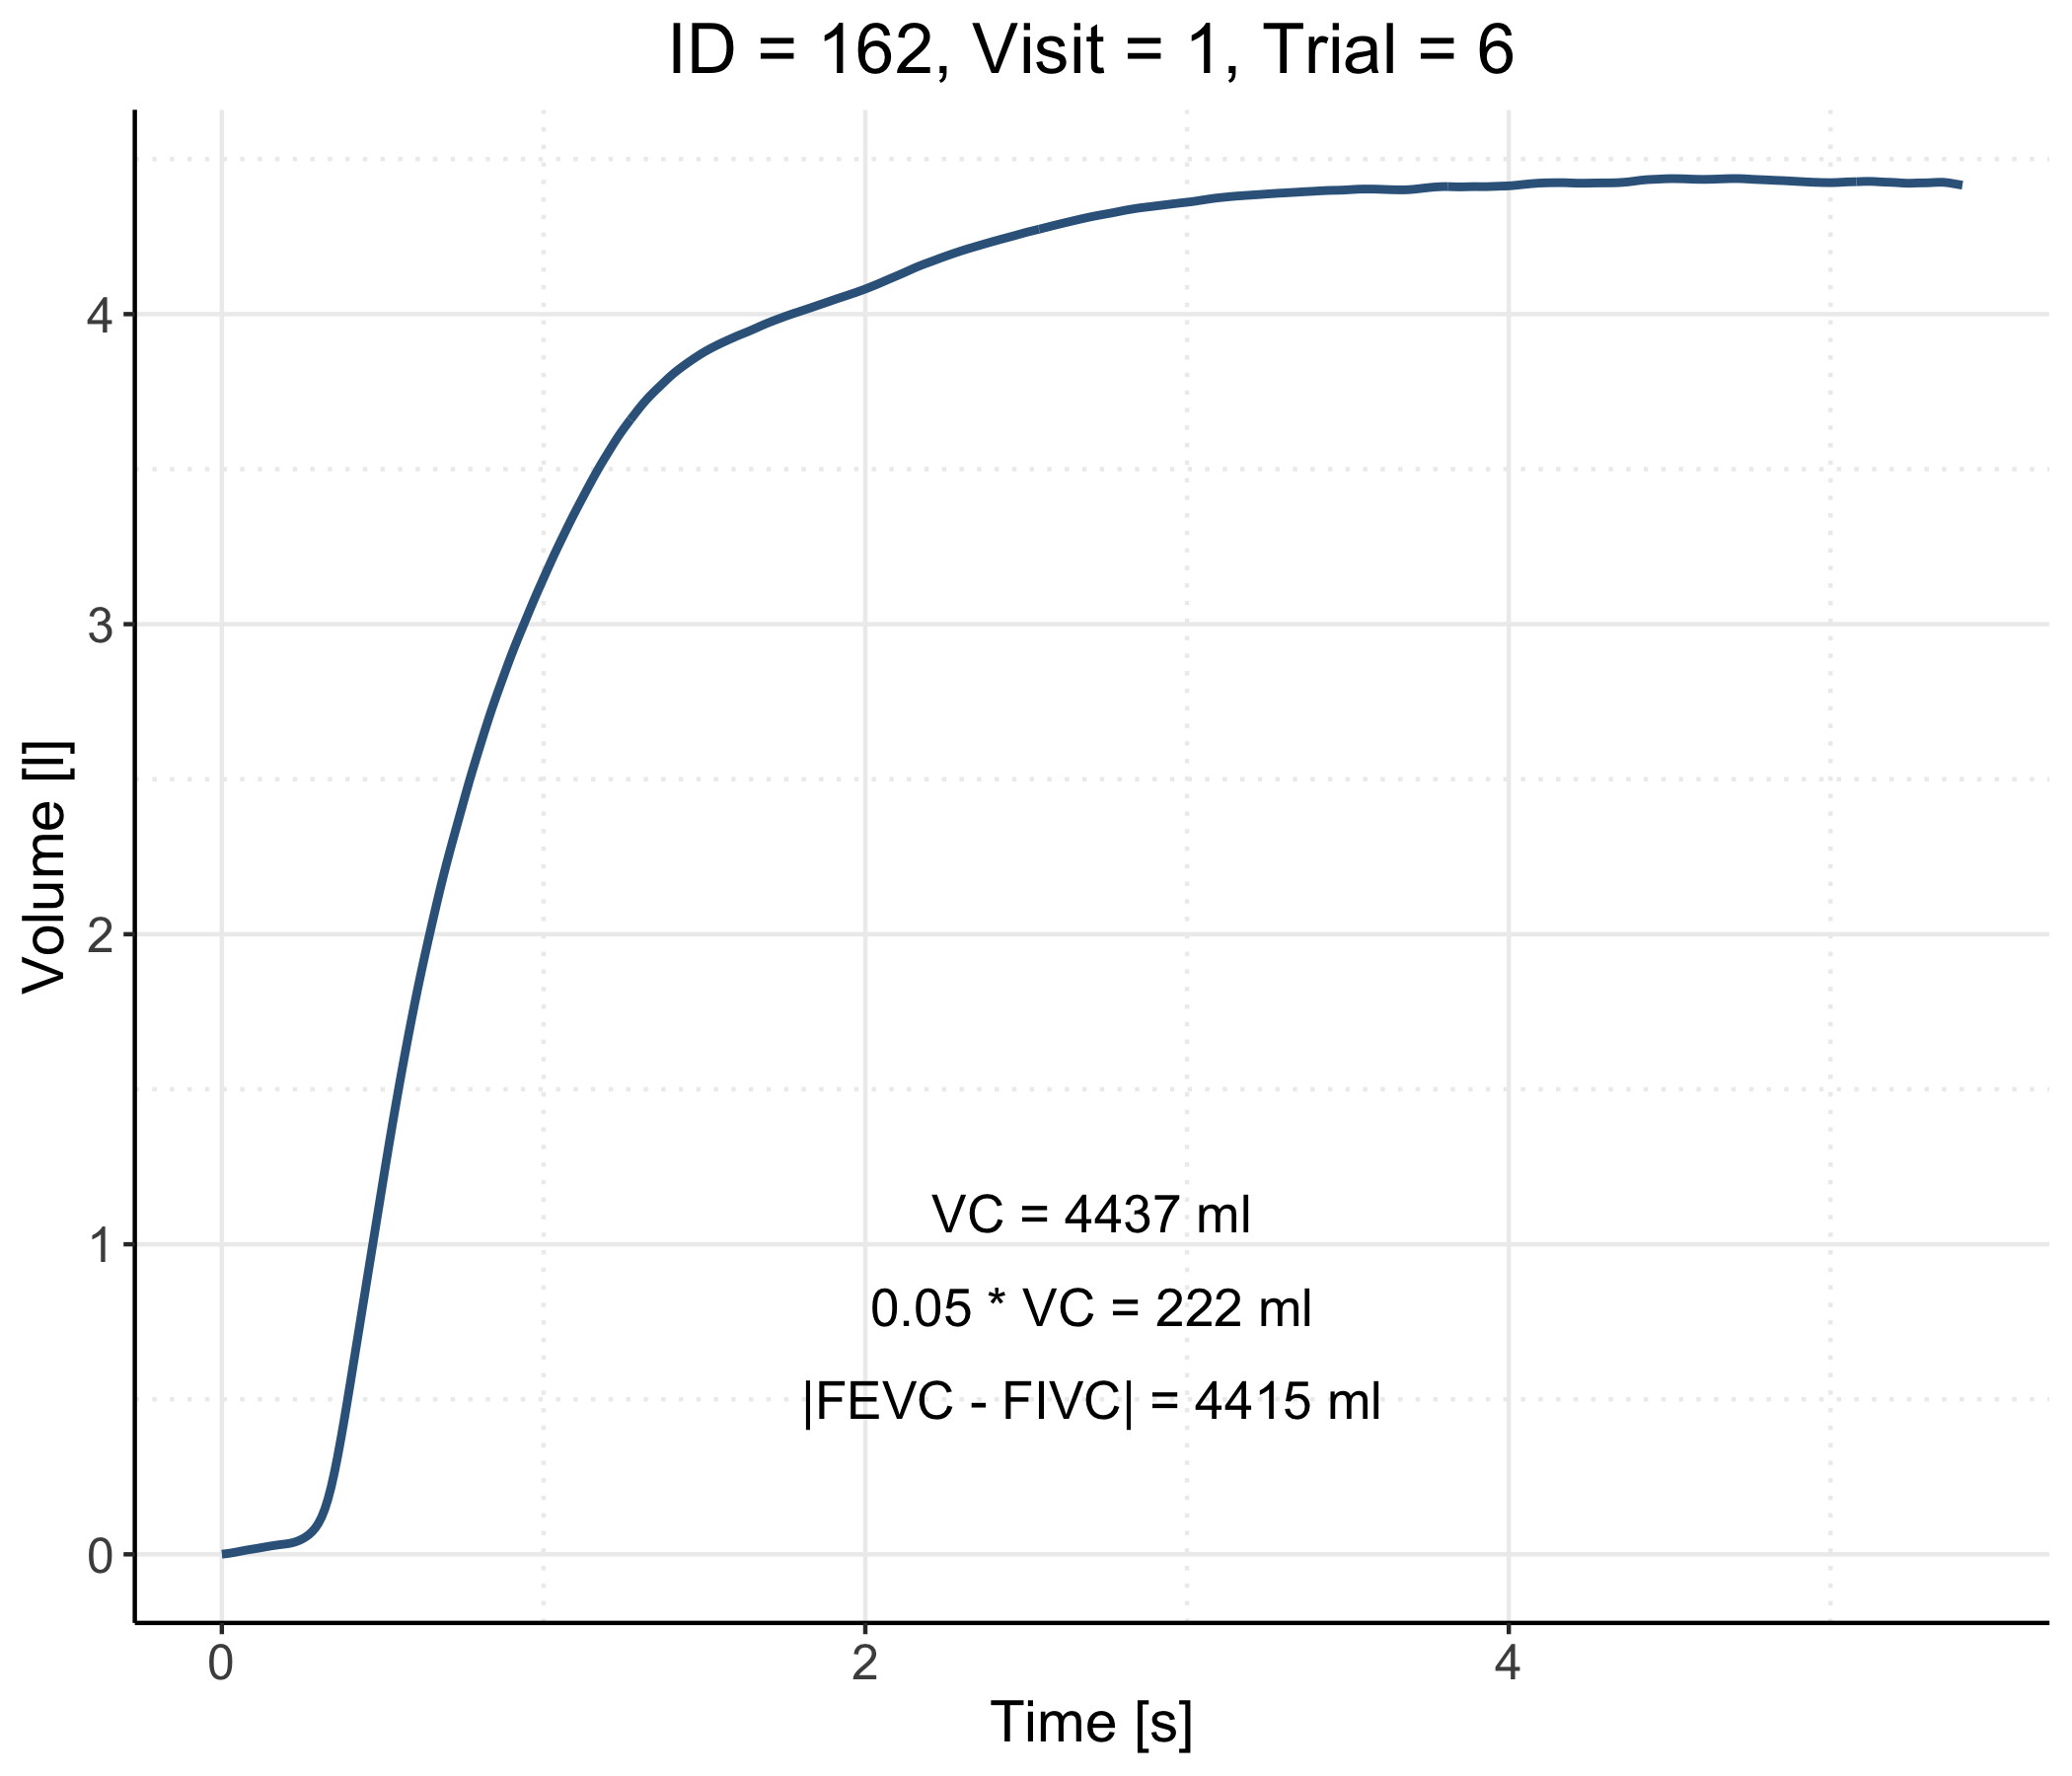 ID = 162, Visit = 1, Trial = 6
Volume [l]
4
3
2
1
0
VC = 4437 ml
0.05 * VC = 222 ml
|FEVC - FIVC| = 4415 ml
0 2 4
Time [s]